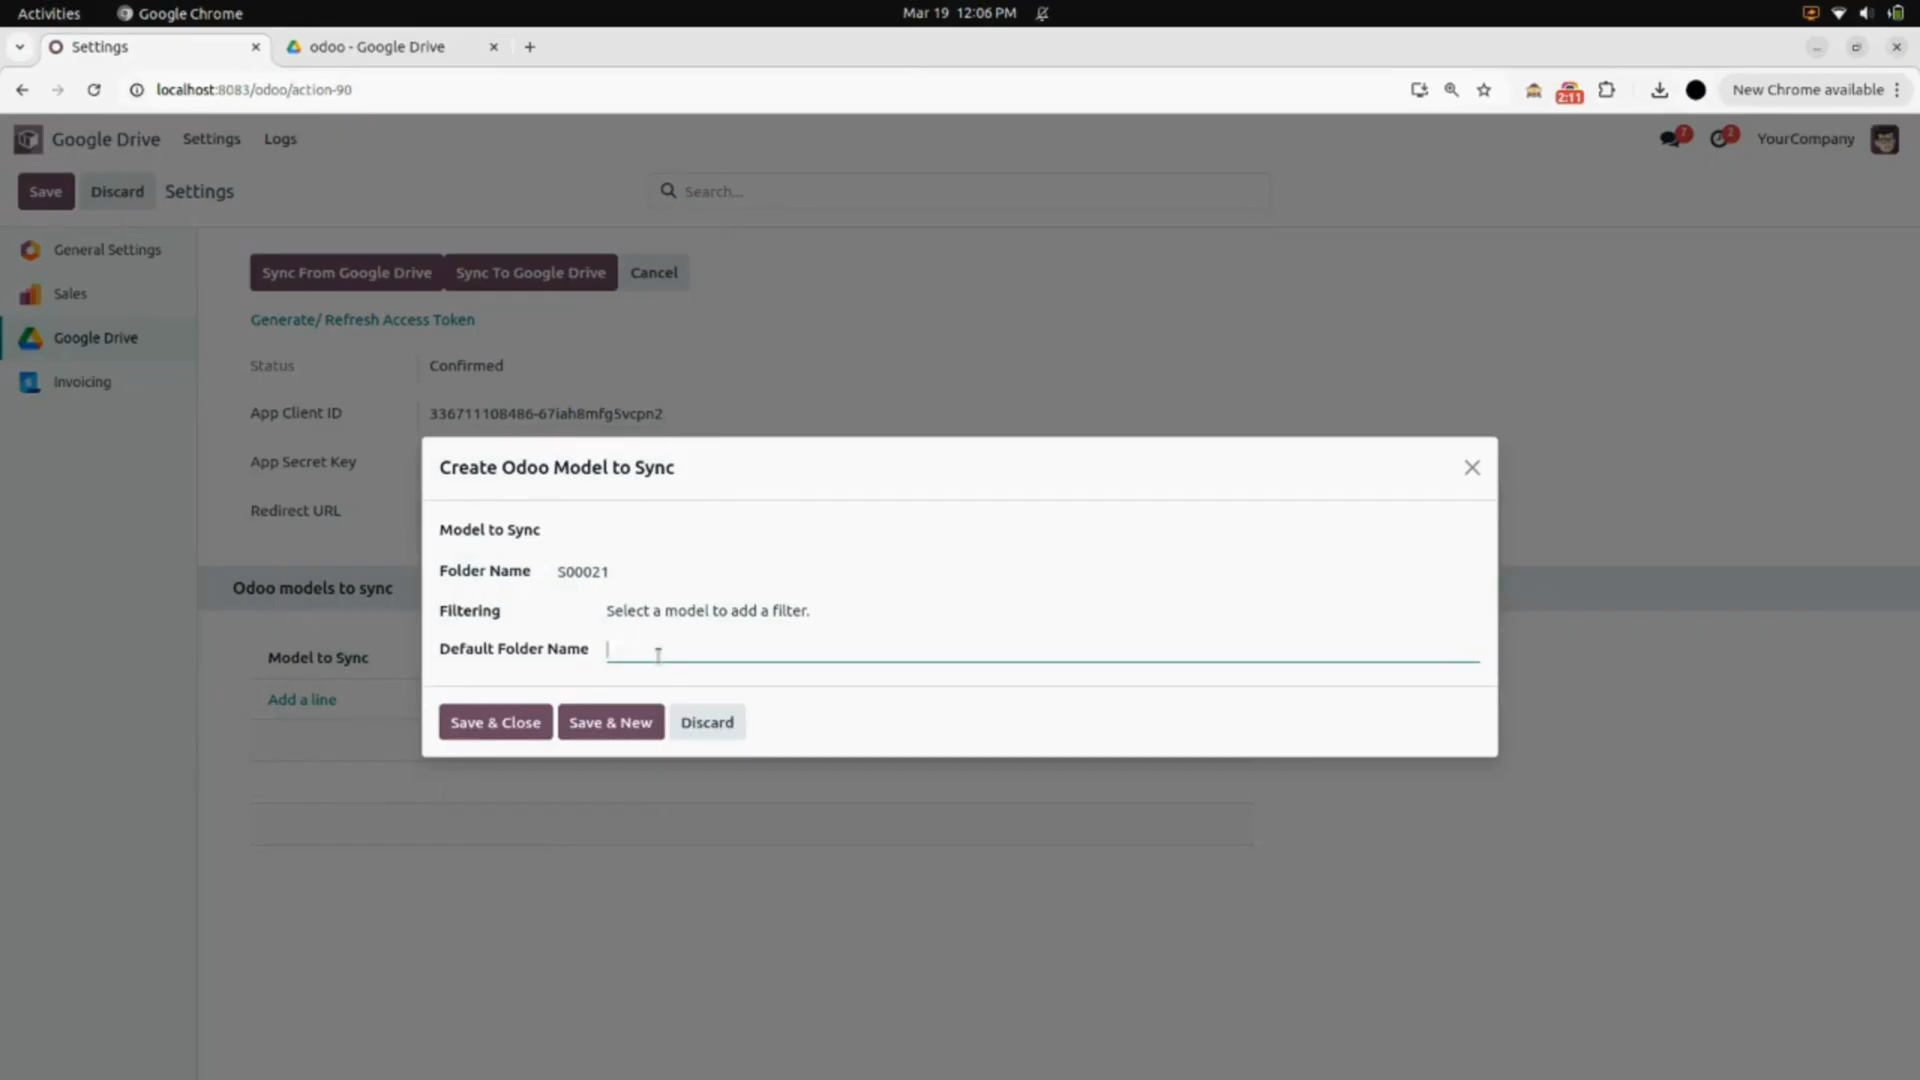 Activities
Google Chrome
Mar 19 12:06 PM
Settings
odoo - Google Drive
localhost:8083/odoo/action-90
2:11
New Chrome available
Google Drive
Settings
Logs
7
2
YourCompany
Save
Discard
Settings
Search...
General Settings
Sales
Google Drive
Invoicing
Sync From Google Drive
Sync To Google Drive
Cancel
Generate/ Refresh Access Token
Status
Confirmed
App Client ID
336711108486-67iah8mfg5vcpn2
App Secret Key
Redirect URL
Odoo models to sync
Model to Sync
Add a line
Create Odoo Model to Sync
Model to Sync
Folder Name
S00021
Filtering
Select a model to add a filter.
Default Folder Name
Save & Close
Save & New
Discard